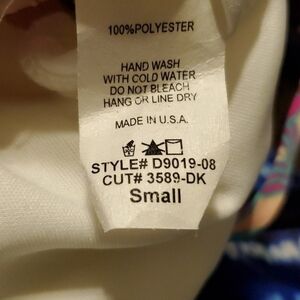 100%POLYESTER
HAND WASH
WITH COLD WATER
DO NOT BLEACH
HANG OR LINE DRY
MADE IN U.S.A.
STYLE# D9019-08
CUT# 3589-DK
Small